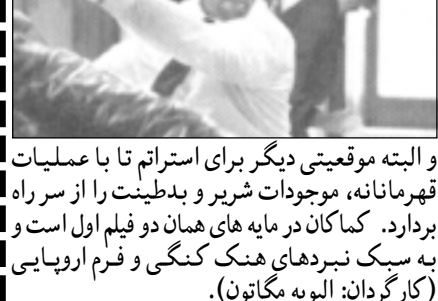 و البته موقعیتی دیگر برای استراتم تا با عملیات
قهرمانانه، موجودات شریر و بدطینت را از سر راه
بردارد. کماکان در مایه های همان دو فیلم اول است و
به سبک نبردهای هنک کنگی و فرم اروپایی
(کارگردان: الویه مگاتون).